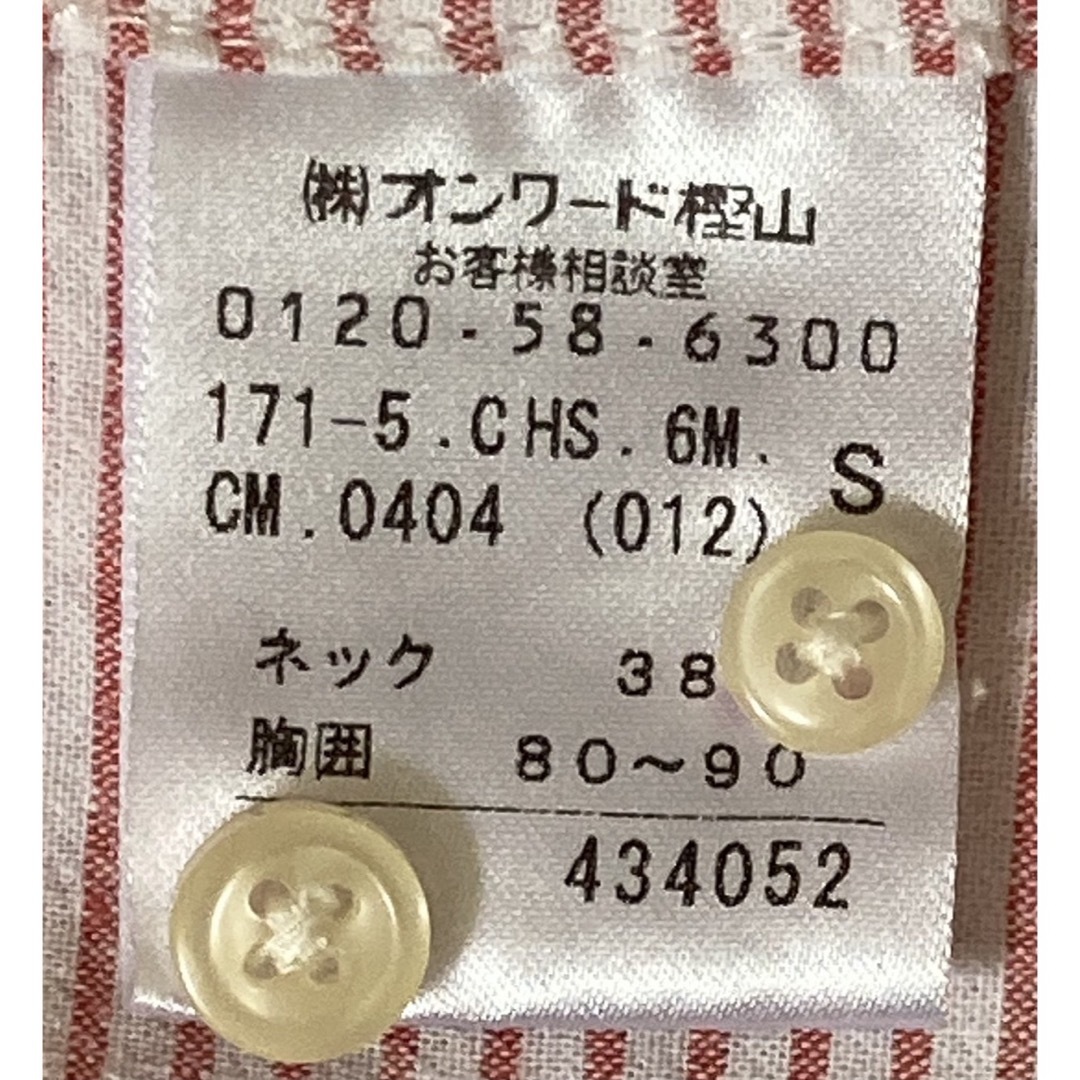 ㈱オンワード樫山
お客様相談室
0120-58-6300
171-5.CHS.6M.
CM.0404 (012)
S
ネック 38
胸囲 80~90
434052